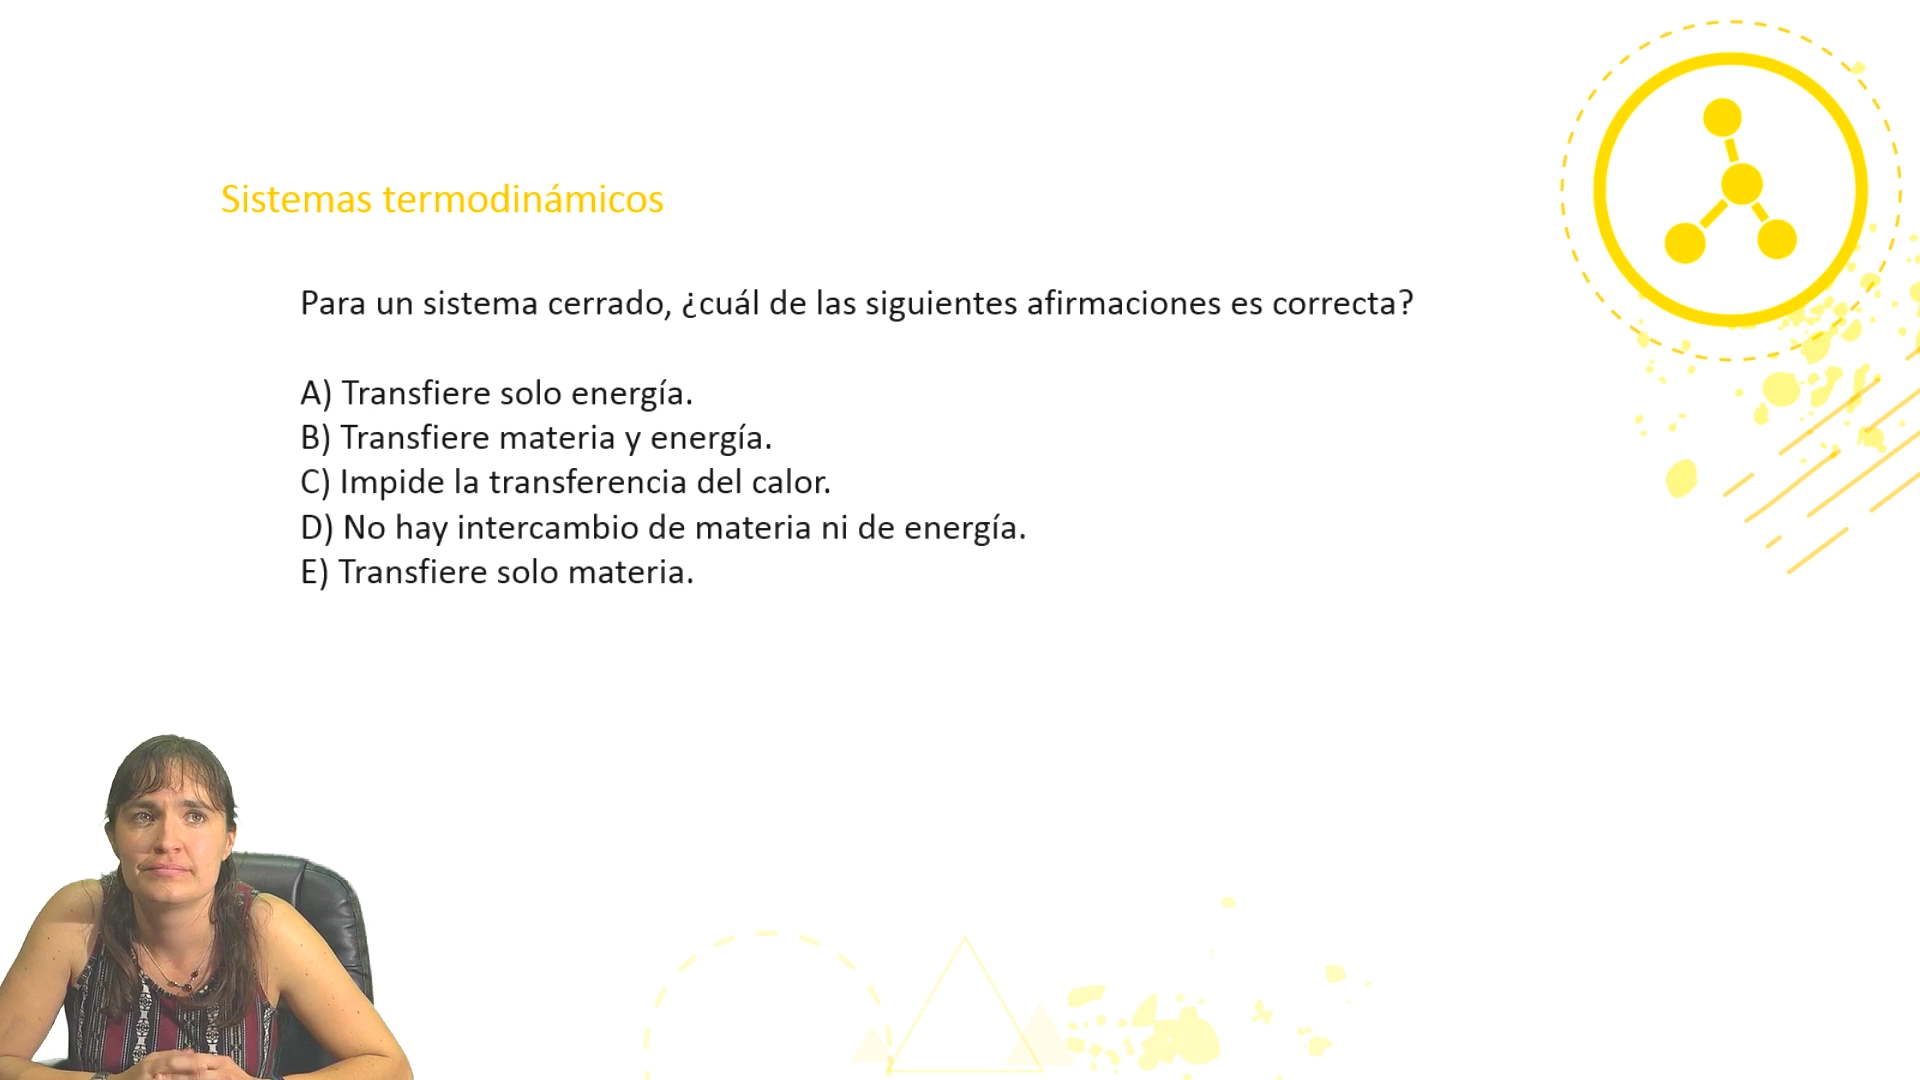 Sistemas termodinámicos
Para un sistema cerrado, ¿cuál de las siguientes afirmaciones es correcta?
A) Transfiere solo energía.
B) Transfiere materia y energía.
C) Impide la transferencia del calor.
D) No hay intercambio de materia ni de energía.
E) Transfiere solo materia.